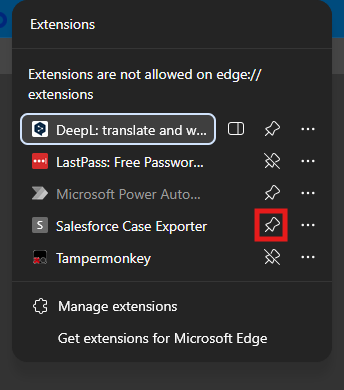 Extensions
Extensions are not allowed on edge://
extensions
DeepL: translate and w...
LastPass: Free Passwor...
Microsoft Power Auto...
S Salesforce Case Exporter
Tampermonkey
Manage extensions
Get extensions for Microsoft Edge